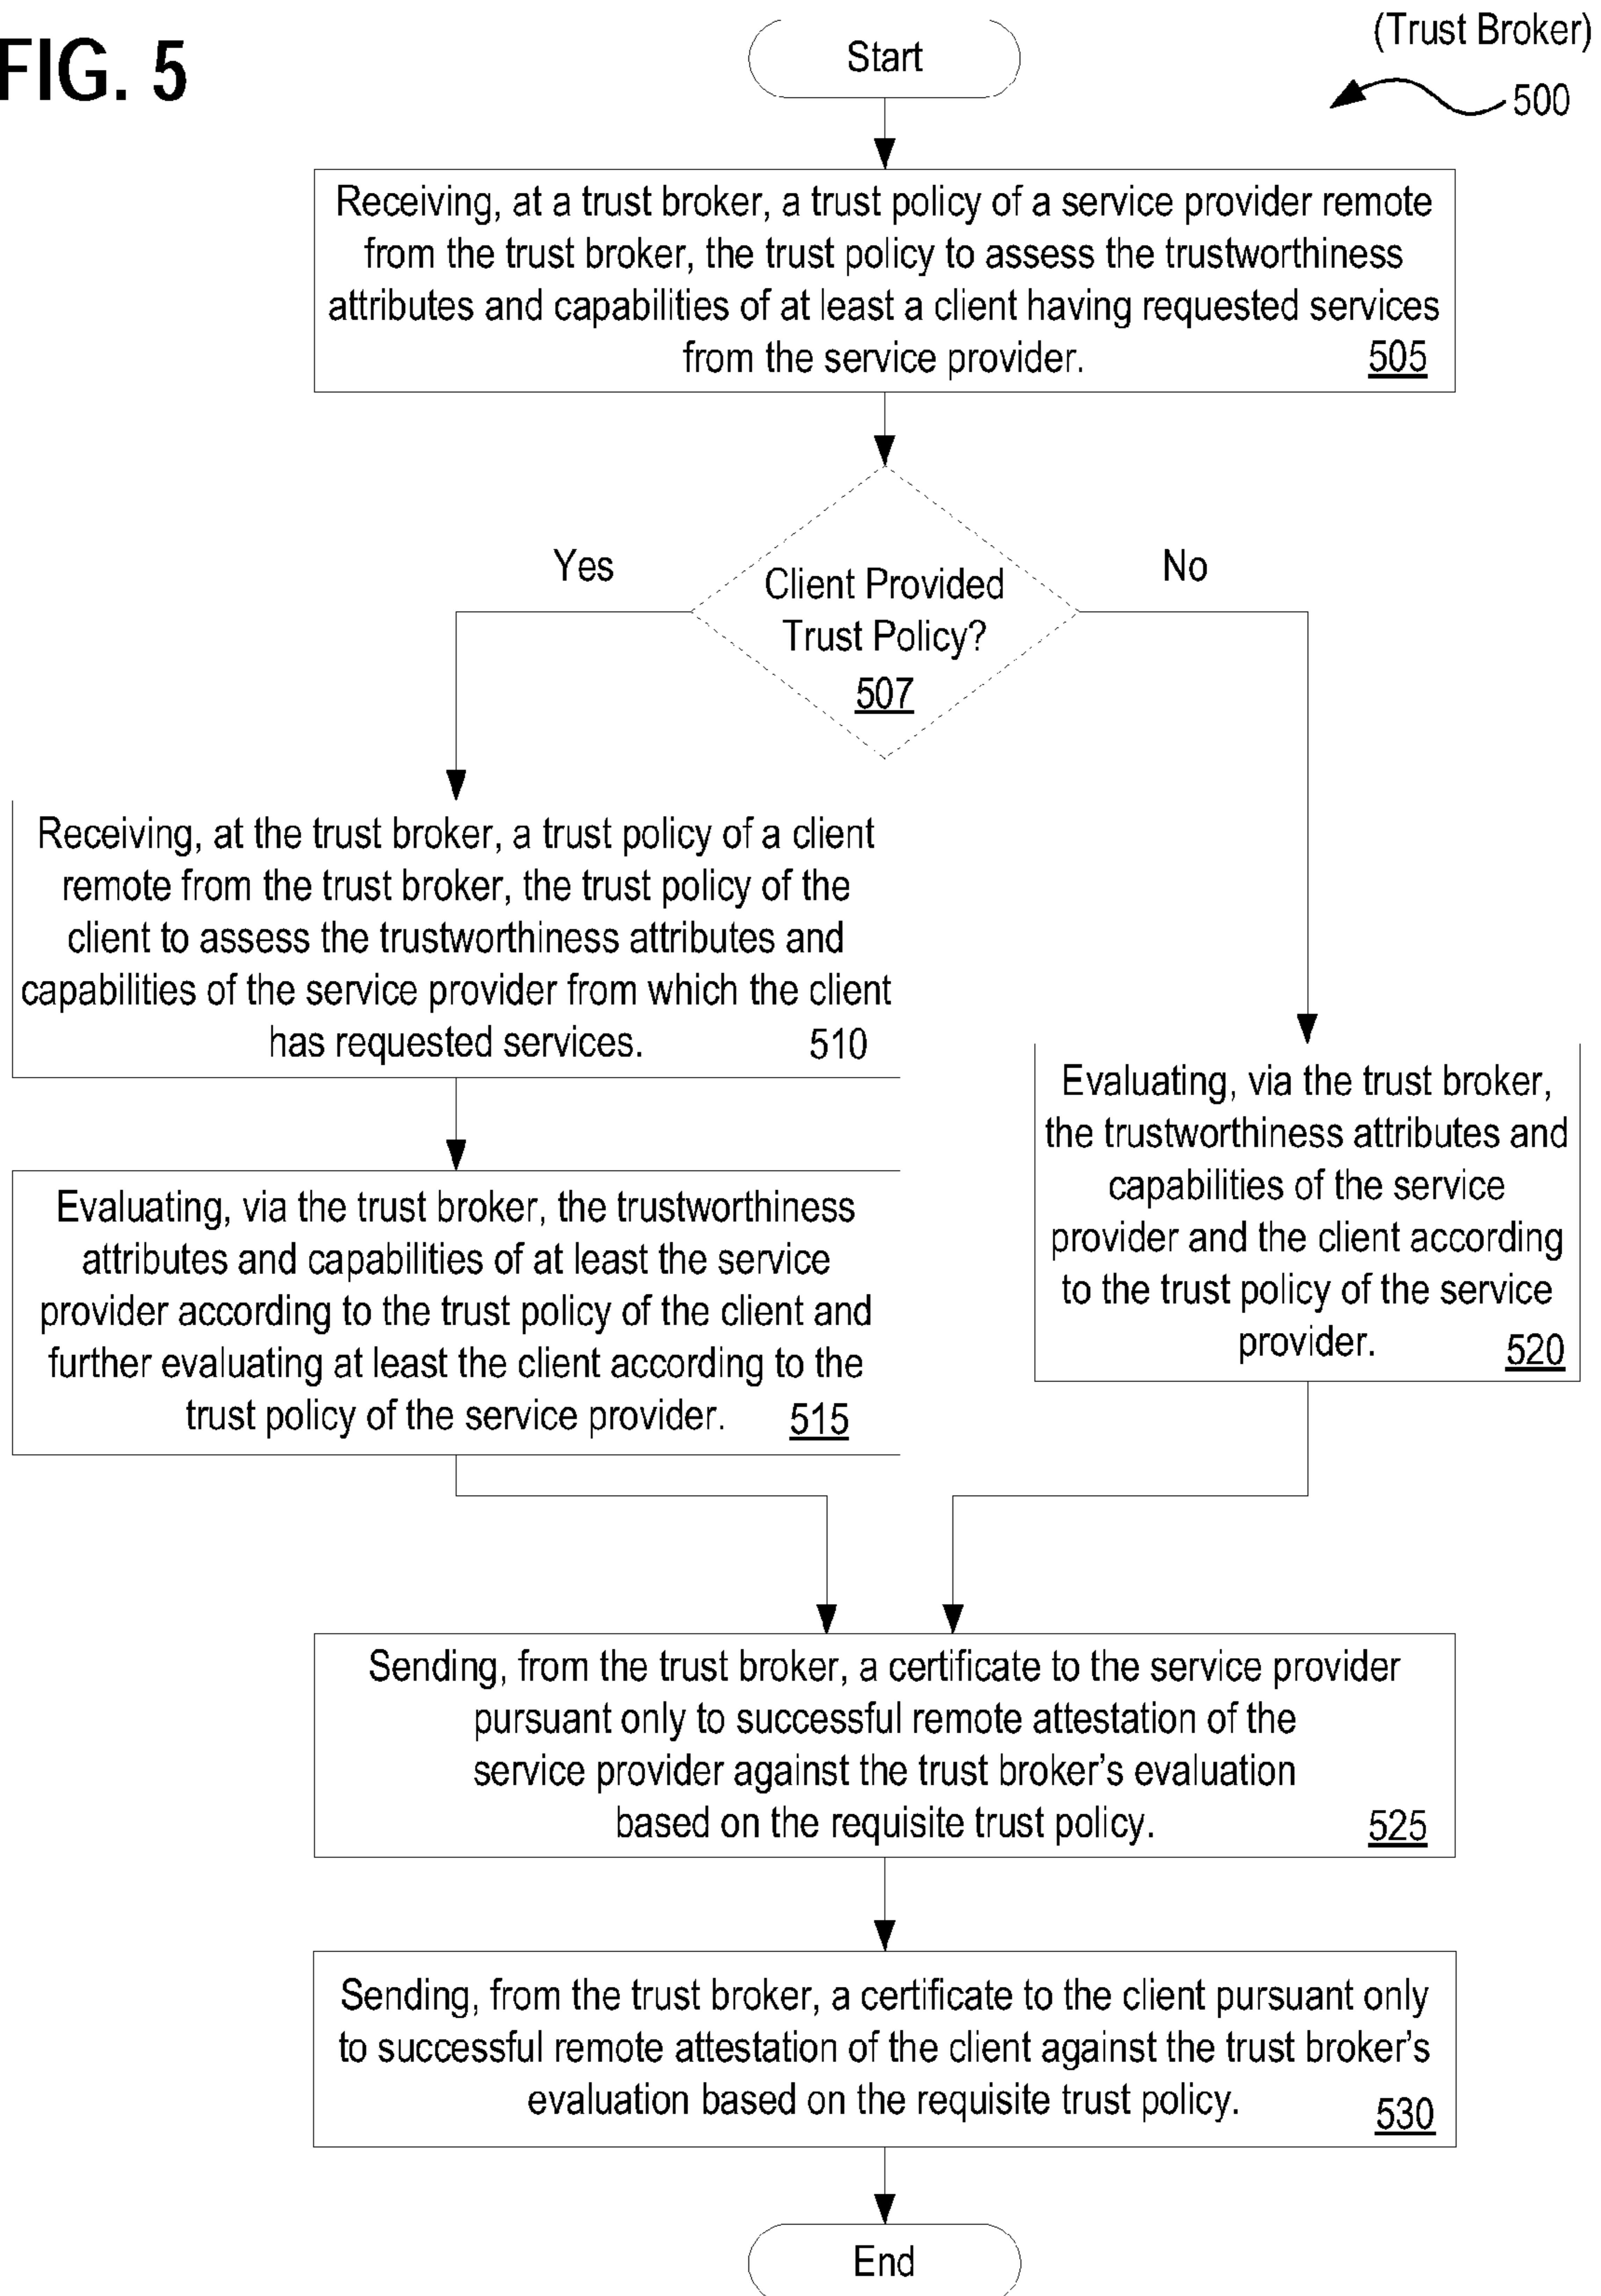 FIG. 5
Start
(Trust Broker)
500
Receiving, at a trust broker, a trust policy of a service provider remote
from the trust broker, the trust policy to assess the trustworthiness
attributes and capabilities of at least a client having requested services
from the service provider.
505
Yes
No
Client Provided
Trust Policy?
507
Receiving, at the trust broker, a trust policy of a client
remote from the trust broker, the trust policy of the
client to assess the trustworthiness attributes and
capabilities of the service provider from which the client
has requested services.
510
Evaluating, via the trust broker, the trustworthiness
attributes and capabilities of at least the service
provider according to the trust policy of the client and
further evaluating at least the client according to the
trust policy of the service provider.
515
Evaluating, via the trust broker,
the trustworthiness attributes and
capabilities of the service
provider and the client according
to the trust policy of the service
provider.
520
Sending, from the trust broker, a certificate to the service provider
pursuant only to successful remote attestation of the
service provider against the trust broker’s evaluation
based on the requisite trust policy.
525
Sending, from the trust broker, a certificate to the client pursuant only
to successful remote attestation of the client against the trust broker’s
evaluation based on the requisite trust policy.
530
End